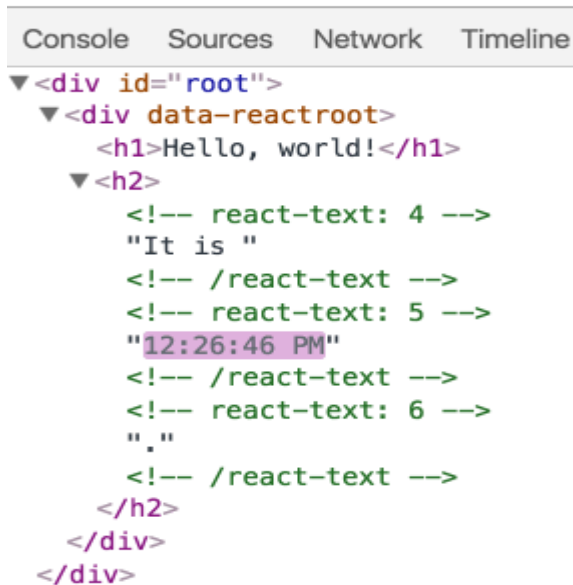 Console Sources Network Timeline
▼<div id="root">
▼<div data-reactroot>
<h1>Hello, world!</h1>
▼<h2>
<!-- react-text: 4 -->
"It is "
<!-- /react-text -->
<!-- react-text: 5 -->
"12:26:46 PM"
<!-- /react-text -->
<!-- react-text: 6 -->
"."
<!-- /react-text -->
</h2>
</div>
</div>